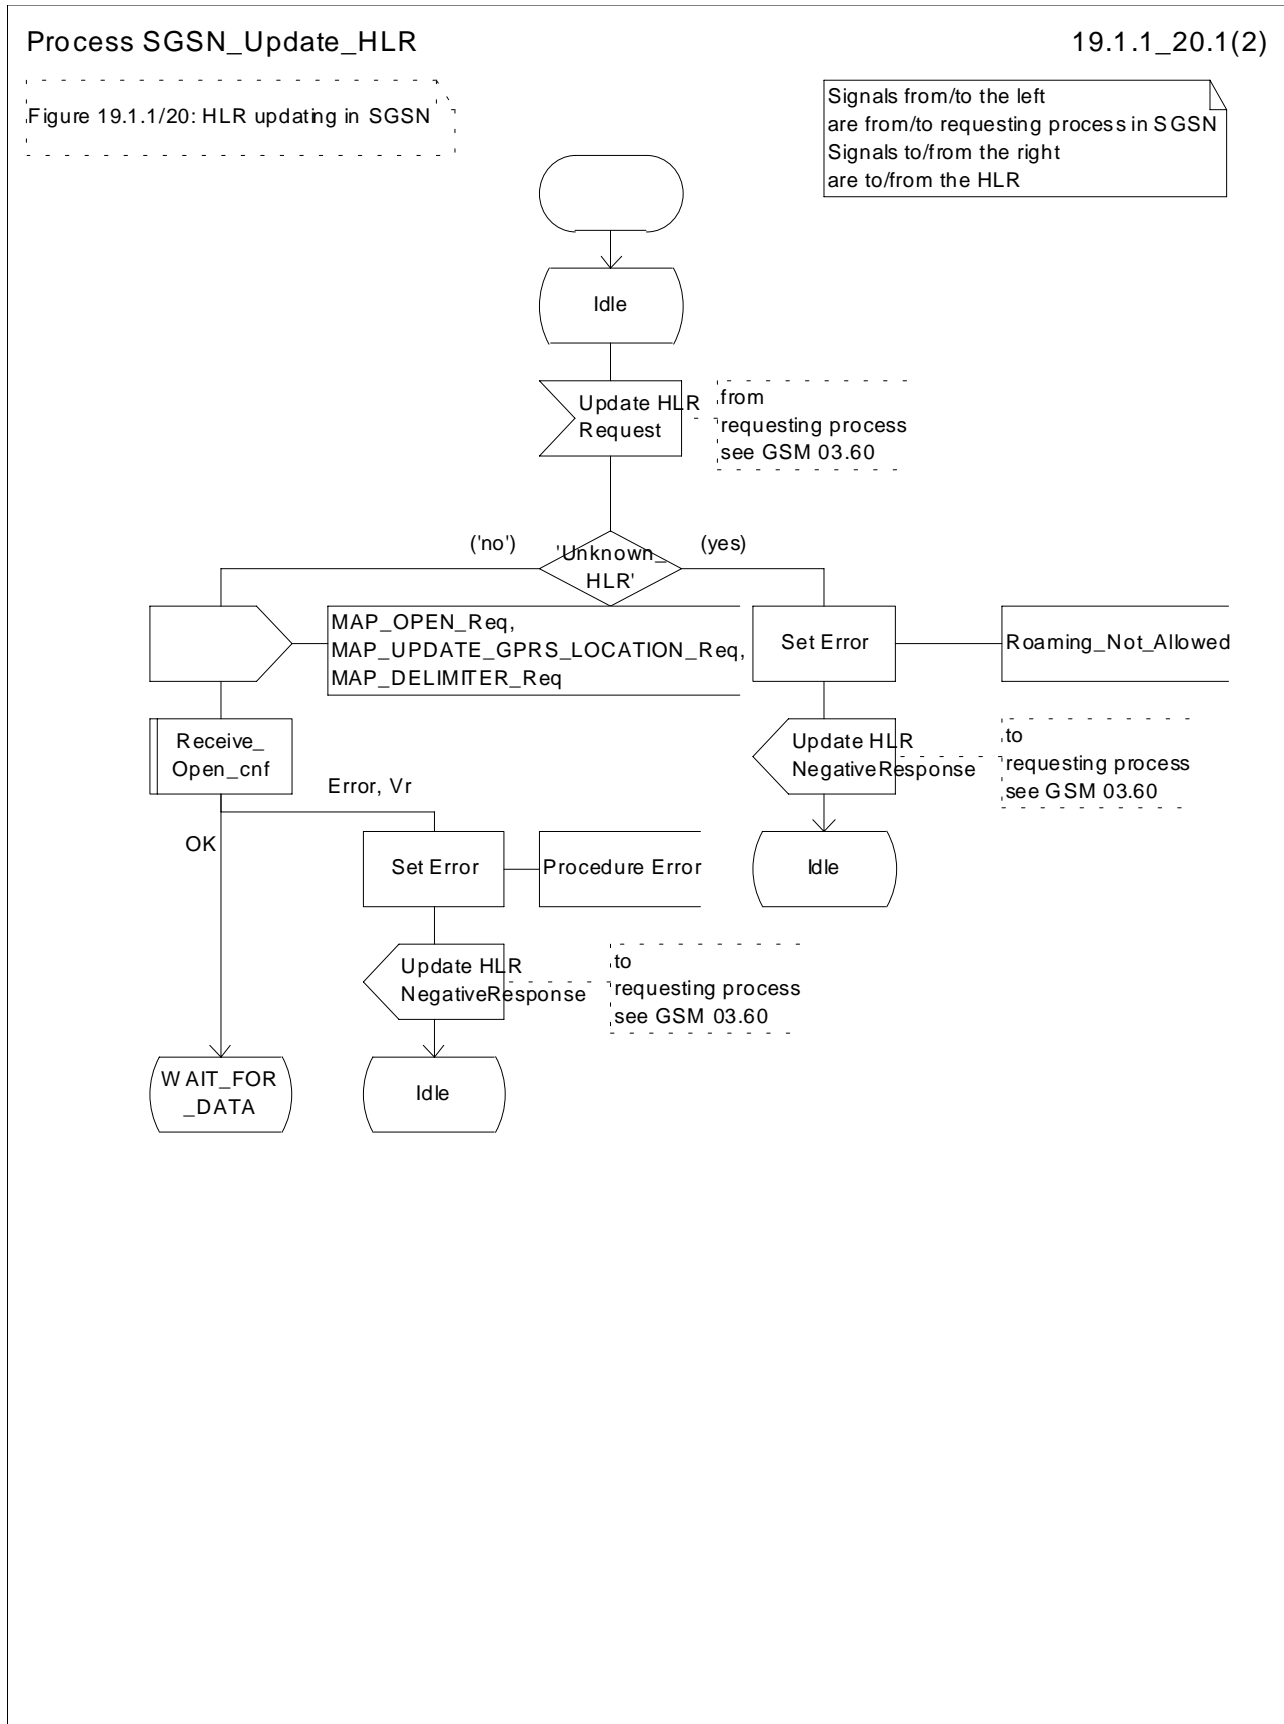 Process SGSN_Update_HLR
19.1.1_20.1(2)
Figure 19.1.1/20: HLR updating in SGSN
Signals from/to the left
are from/to requesting process in SGSN
Signals to/from the right
are to/from the HLR
Idle
Update HLR
Request
from
requesting process
see GSM 03.60
('no')
'Unknown_
HLR'
(yes)
MAP_OPEN_Req,
MAP_UPDATE_GPRS_LOCATION_Req,
MAP_DELIMITER_Req
Set Error
Roaming_Not_Allowed
Receive_
Open_cnf
Update HLR
NegativeResponse
to
requesting process
see GSM 03.60
Error, Vr
OK
Set Error
Procedure Error
Idle
Update HLR
NegativeResponse
to
requesting process
see GSM 03.60
WAIT_FOR
_DATA
Idle